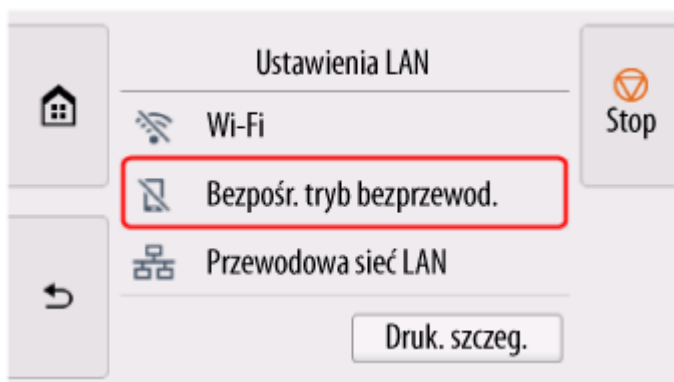 Ustawienia LAN
Wi-Fi
Stop
Bezpośr. tryb bezprzewod.
Przewodowa sieć LAN
Druk. szczeg.